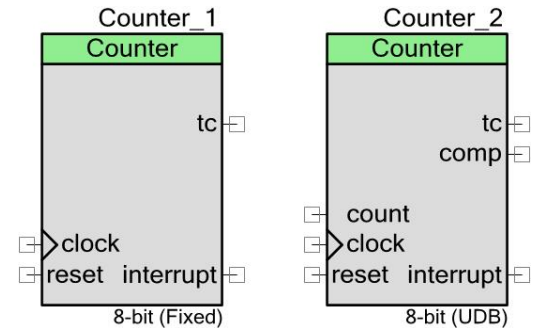 Counter_1
Counter
tc
clock
reset interrupt
8-bit (Fixed)
Counter_2
Counter
tc
comp
count
clock
reset interrupt
8-bit (UDB)